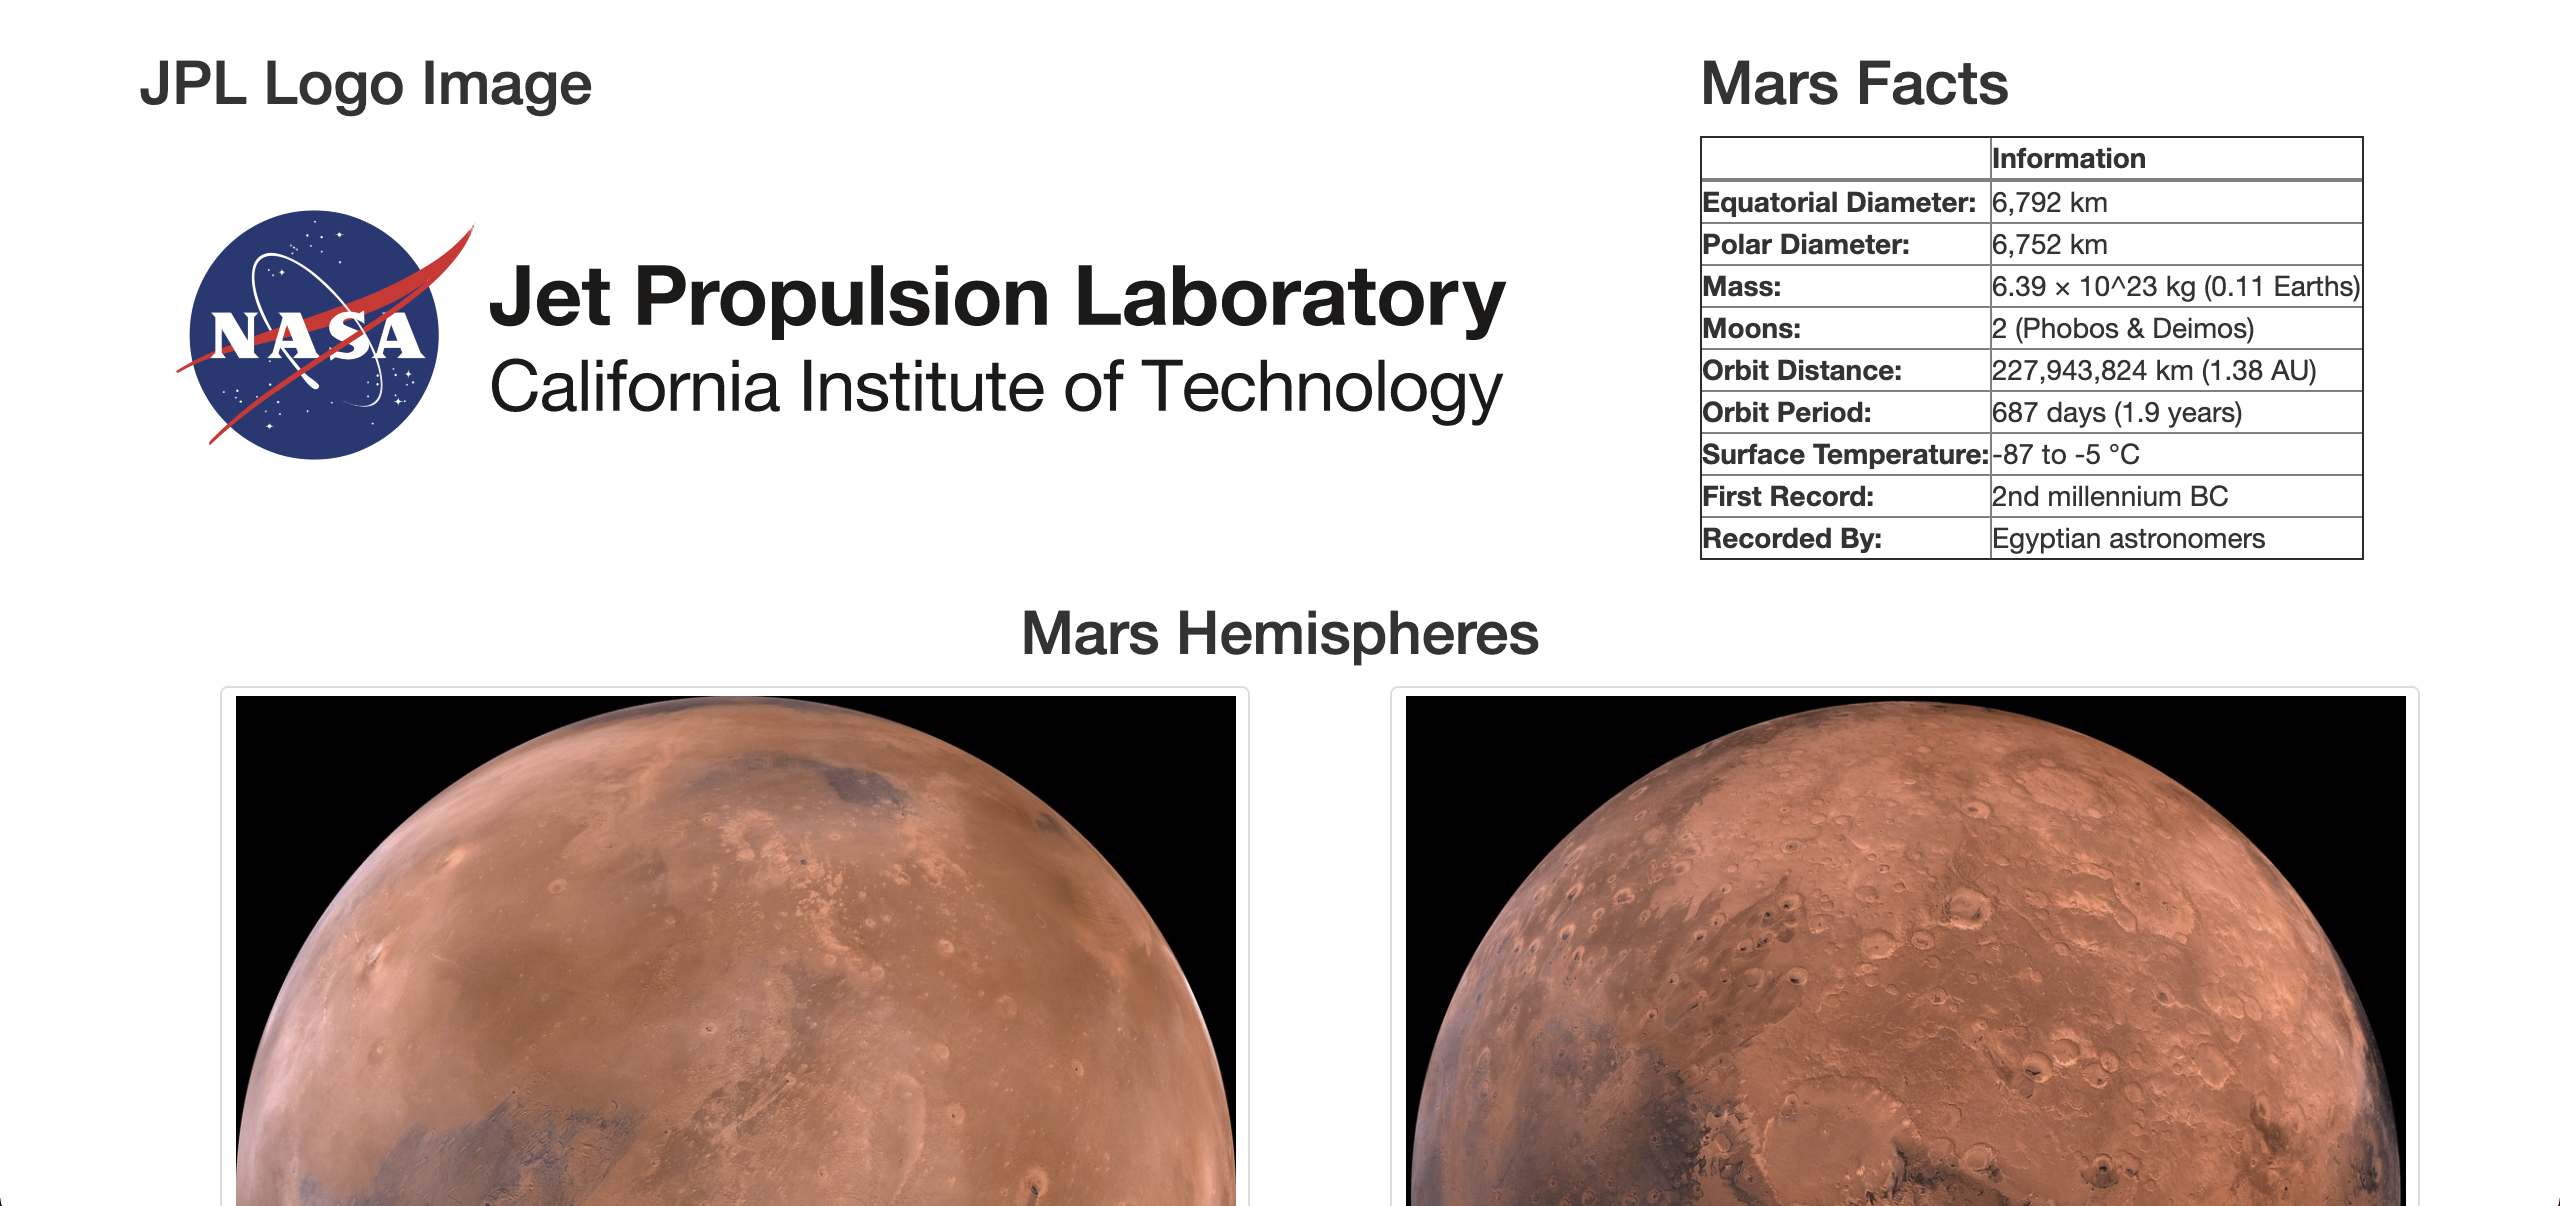 JPL Logo Image
NASA
Jet Propulsion Laboratory
California Institute of Technology
Mars Facts
Information
Equatorial Diameter: 6,792 km
Polar Diameter: 6,752 km
Mass: 6.39 × 10^23 kg (0.11 Earths)
Moons: 2 (Phobos & Deimos)
Orbit Distance: 227,943,824 km (1.38 AU)
Orbit Period: 687 days (1.9 years)
Surface Temperature: -87 to -5 °C
First Record: 2nd millennium BC
Recorded By: Egyptian astronomers
Mars Hemispheres